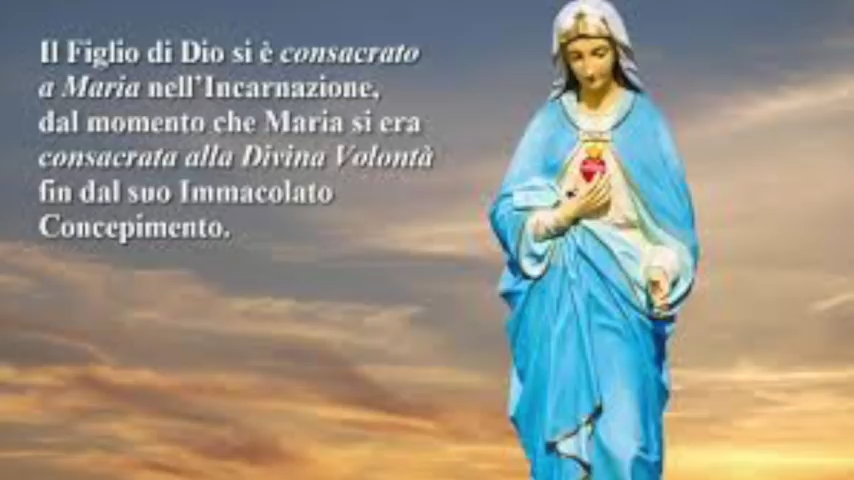 Il Figlio di Dio si è consacrato
a Maria nell'Incarnazione,
dal momento che Maria si era
consacrata alla Divina Volontà
fin dal suo Immacolato
Concepimento.